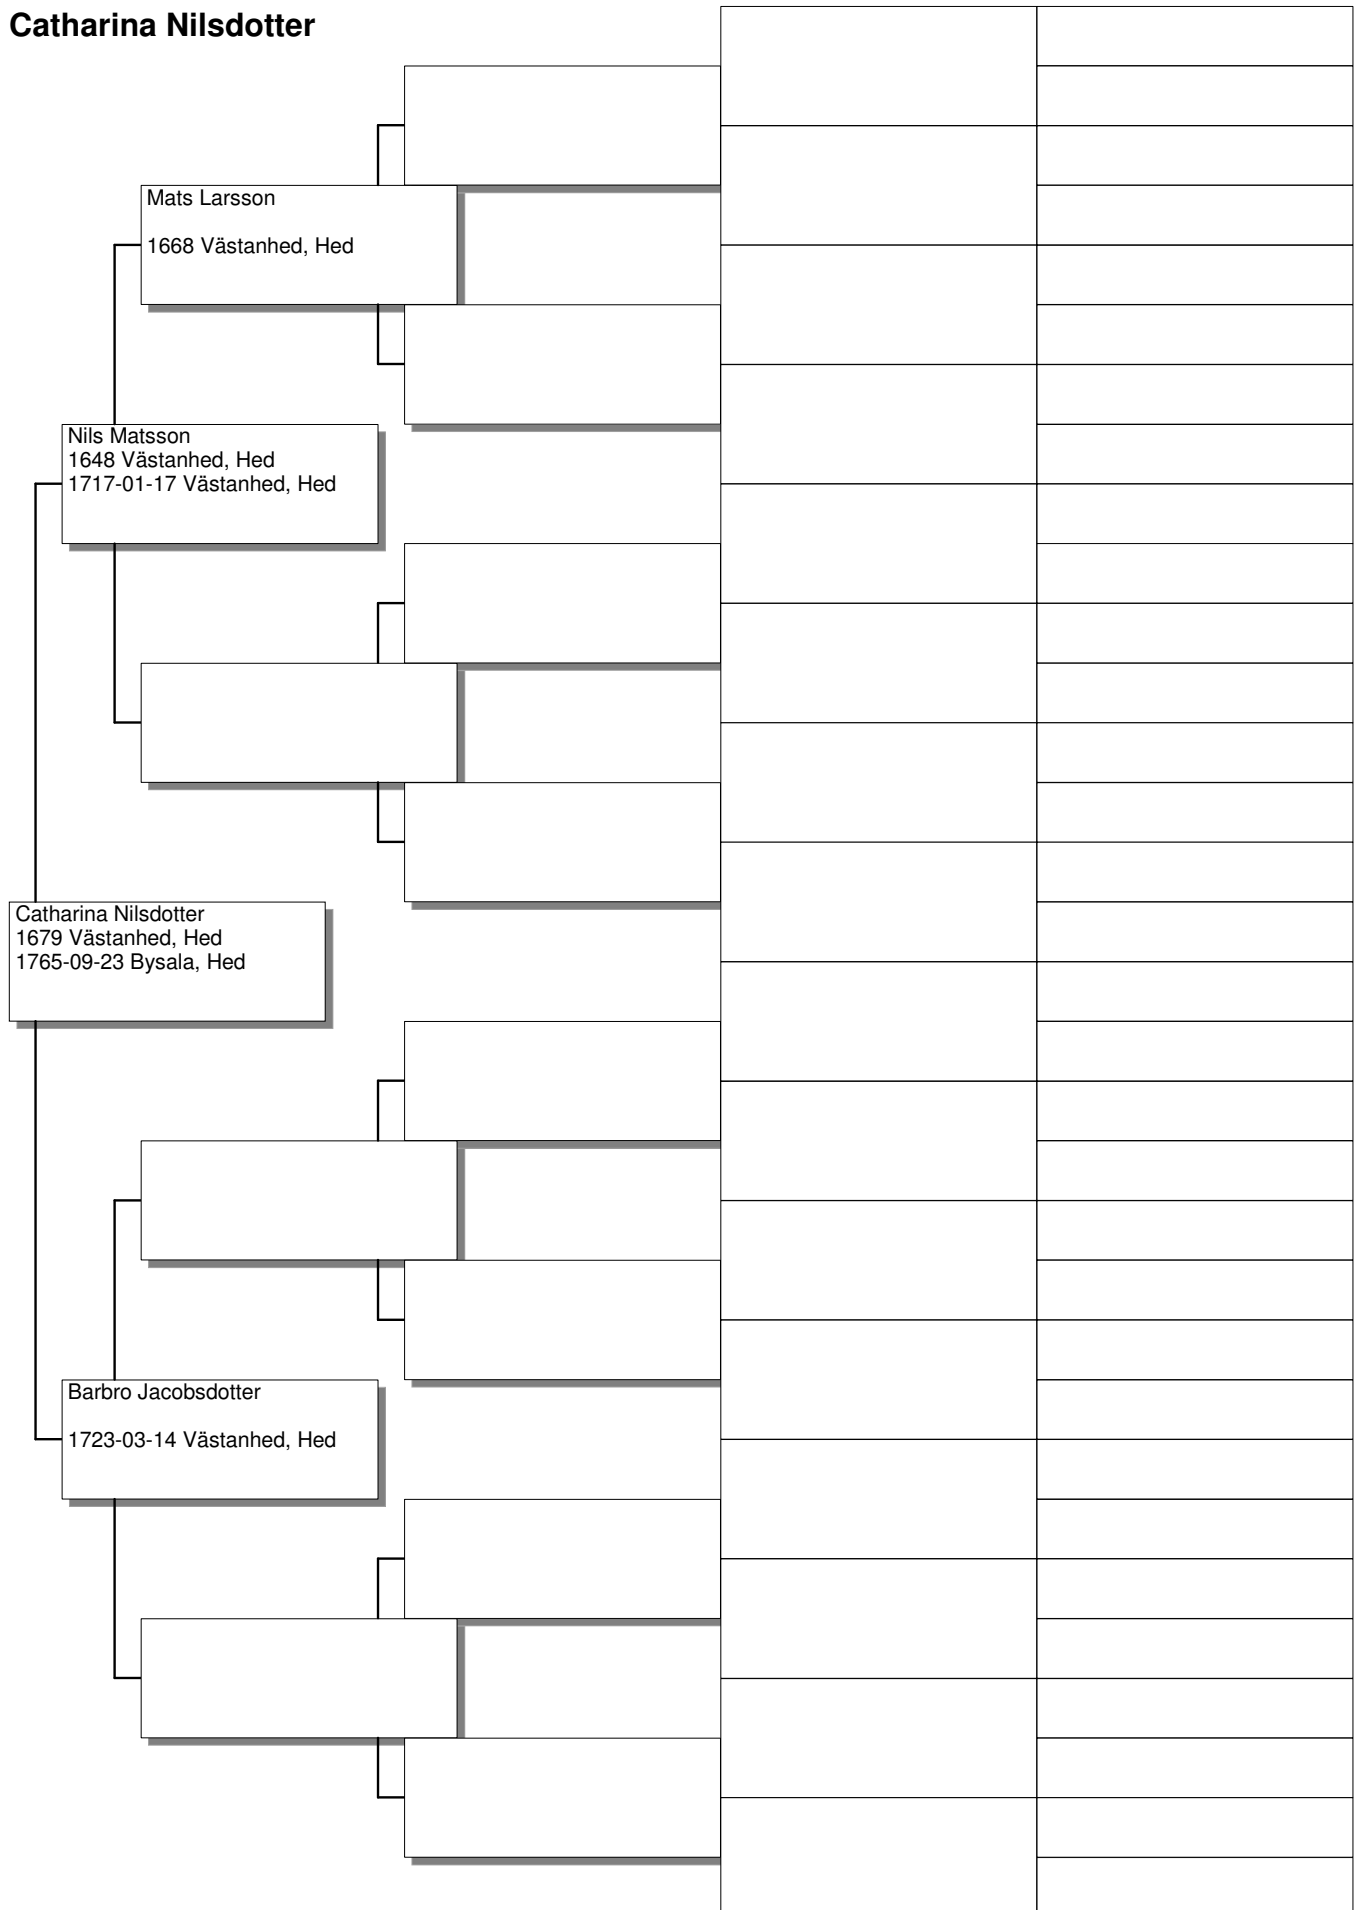 Catharina Nilsdotter
Mats Larsson
1668 Västanhed, Hed
Nils Matsson
1648 Västanhed, Hed
1717-01-17 Västanhed, Hed
Catharina Nilsdotter
1679 Västanhed, Hed
1765-09-23 Bysala, Hed
Barbro Jacobsdotter
1723-03-14 Västanhed, Hed